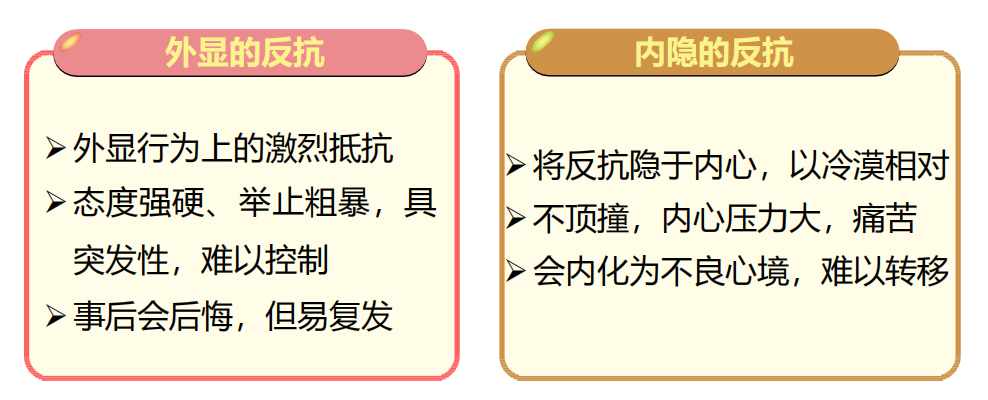 外显的反抗
外显行为上的激烈抵抗
态度强硬、举止粗暴，具
突发性，难以控制
事后会后悔，但易复发
内隐的反抗
将反抗隐于内心，以冷漠相对
不顶撞，内心压力大，痛苦
会内化为不良心境，难以转移